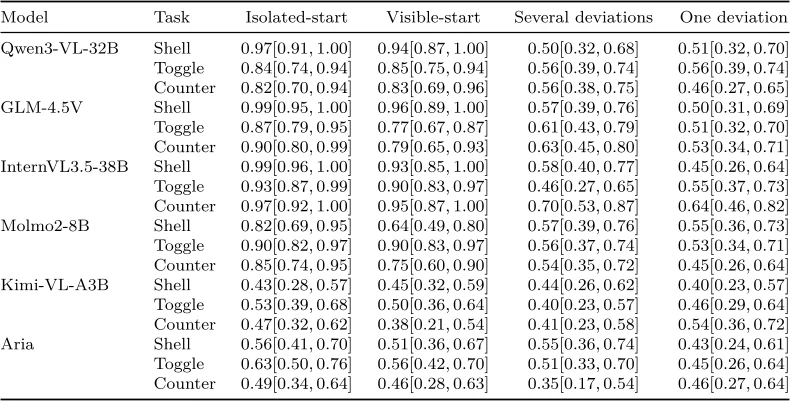 Model Task Isolated-start Visible-start Several deviations One deviation
Qwen3-VL-32B Shell 0.97[0.91, 1.00] 0.94[0.87, 1.00] 0.50[0.32, 0.68] 0.51[0.32, 0.70]
Toggle 0.84[0.74, 0.94] 0.85[0.75, 0.94] 0.56[0.39, 0.74] 0.56[0.39, 0.74]
Counter 0.82[0.70, 0.94] 0.83[0.69, 0.96] 0.56[0.38, 0.75] 0.46[0.27, 0.65]
GLM-4.5V Shell 0.99[0.95, 1.00] 0.96[0.89, 1.00] 0.57[0.39, 0.76] 0.50[0.31, 0.69]
Toggle 0.87[0.79, 0.95] 0.77[0.67, 0.87] 0.61[0.43, 0.79] 0.51[0.32, 0.70]
Counter 0.90[0.80, 0.99] 0.79[0.65, 0.93] 0.63[0.45, 0.80] 0.53[0.34, 0.71]
InternVL3.5-38B Shell 0.99[0.96, 1.00] 0.93[0.85, 1.00] 0.58[0.40, 0.77] 0.45[0.26, 0.64]
Toggle 0.93[0.87, 0.99] 0.90[0.83, 0.97] 0.46[0.27, 0.65] 0.55[0.37, 0.73]
Counter 0.97[0.92, 1.00] 0.95[0.87, 1.00] 0.70[0.53, 0.87] 0.64[0.46, 0.82]
Molmo2-8B Shell 0.82[0.69, 0.95] 0.64[0.49, 0.80] 0.57[0.39, 0.76] 0.55[0.36, 0.73]
Toggle 0.90[0.82, 0.97] 0.90[0.83, 0.97] 0.56[0.37, 0.74] 0.53[0.34, 0.71]
Counter 0.85[0.74, 0.95] 0.75[0.60, 0.90] 0.54[0.35, 0.72] 0.45[0.26, 0.64]
Kimi-VL-A3B Shell 0.43[0.28, 0.57] 0.45[0.32, 0.59] 0.44[0.26, 0.62] 0.40[0.23, 0.57]
Toggle 0.53[0.39, 0.68] 0.50[0.36, 0.64] 0.40[0.23, 0.57] 0.46[0.29, 0.64]
Counter 0.47[0.32, 0.62] 0.38[0.21, 0.54] 0.41[0.23, 0.58] 0.54[0.36, 0.72]
Aria Shell 0.56[0.41, 0.70] 0.51[0.36, 0.67] 0.55[0.36, 0.74] 0.43[0.24, 0.61]
Toggle 0.63[0.50, 0.76] 0.56[0.42, 0.70] 0.51[0.33, 0.70] 0.45[0.26, 0.64]
Counter 0.49[0.34, 0.64] 0.46[0.28, 0.63] 0.35[0.17, 0.54] 0.46[0.27, 0.64]